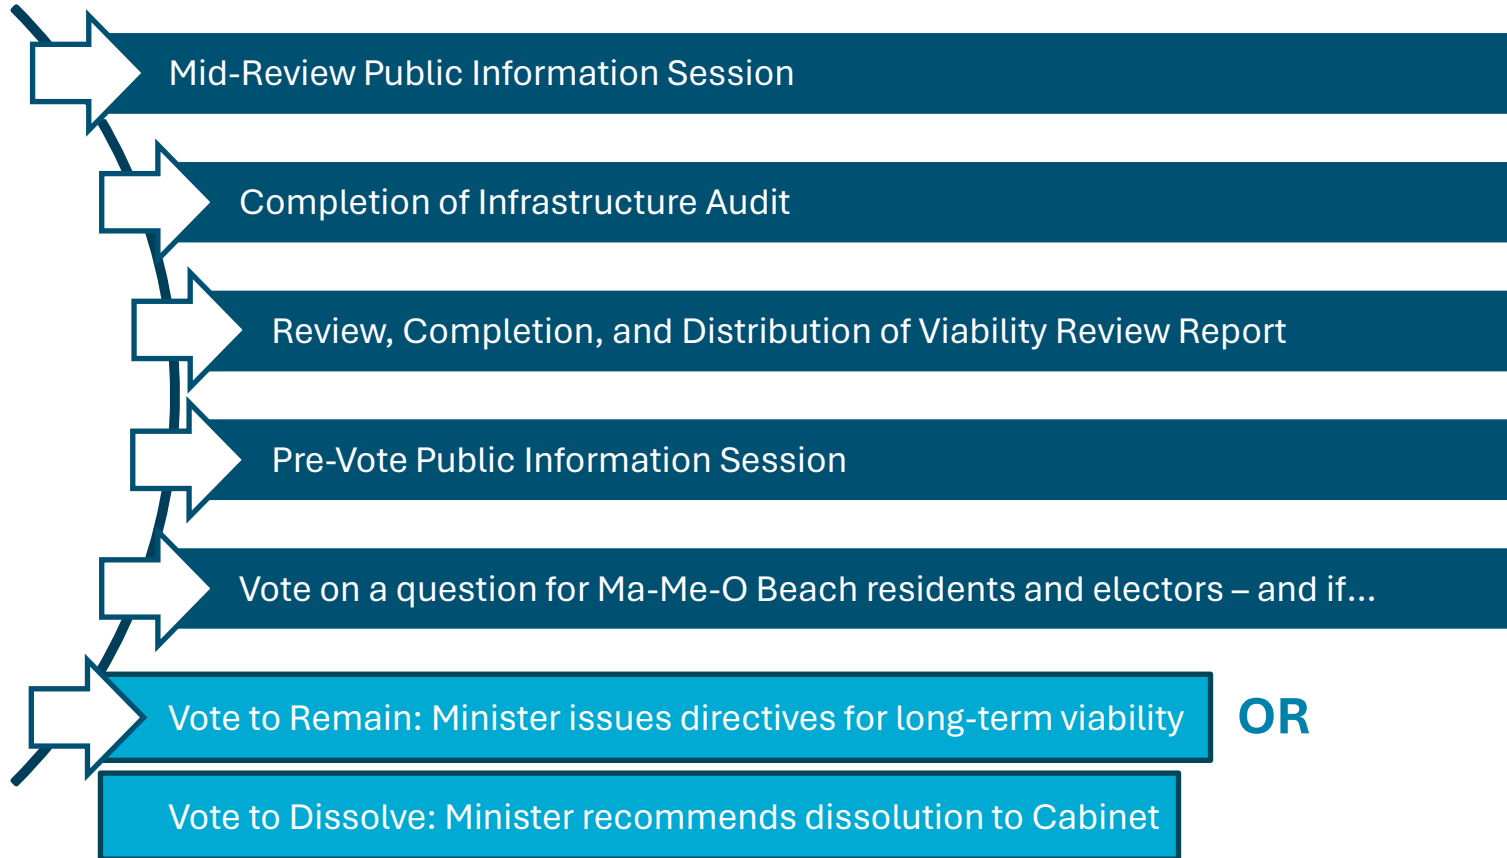 Mid-Review Public Information Session
Completion of Infrastructure Audit
Review, Completion, and Distribution of Viability Review Report
Pre-Vote Public Information Session
Vote on a question for Ma-Me-O Beach residents and electors – and if…
Vote to Remain: Minister issues directives for long-term viability
OR
Vote to Dissolve: Minister recommends dissolution to Cabinet